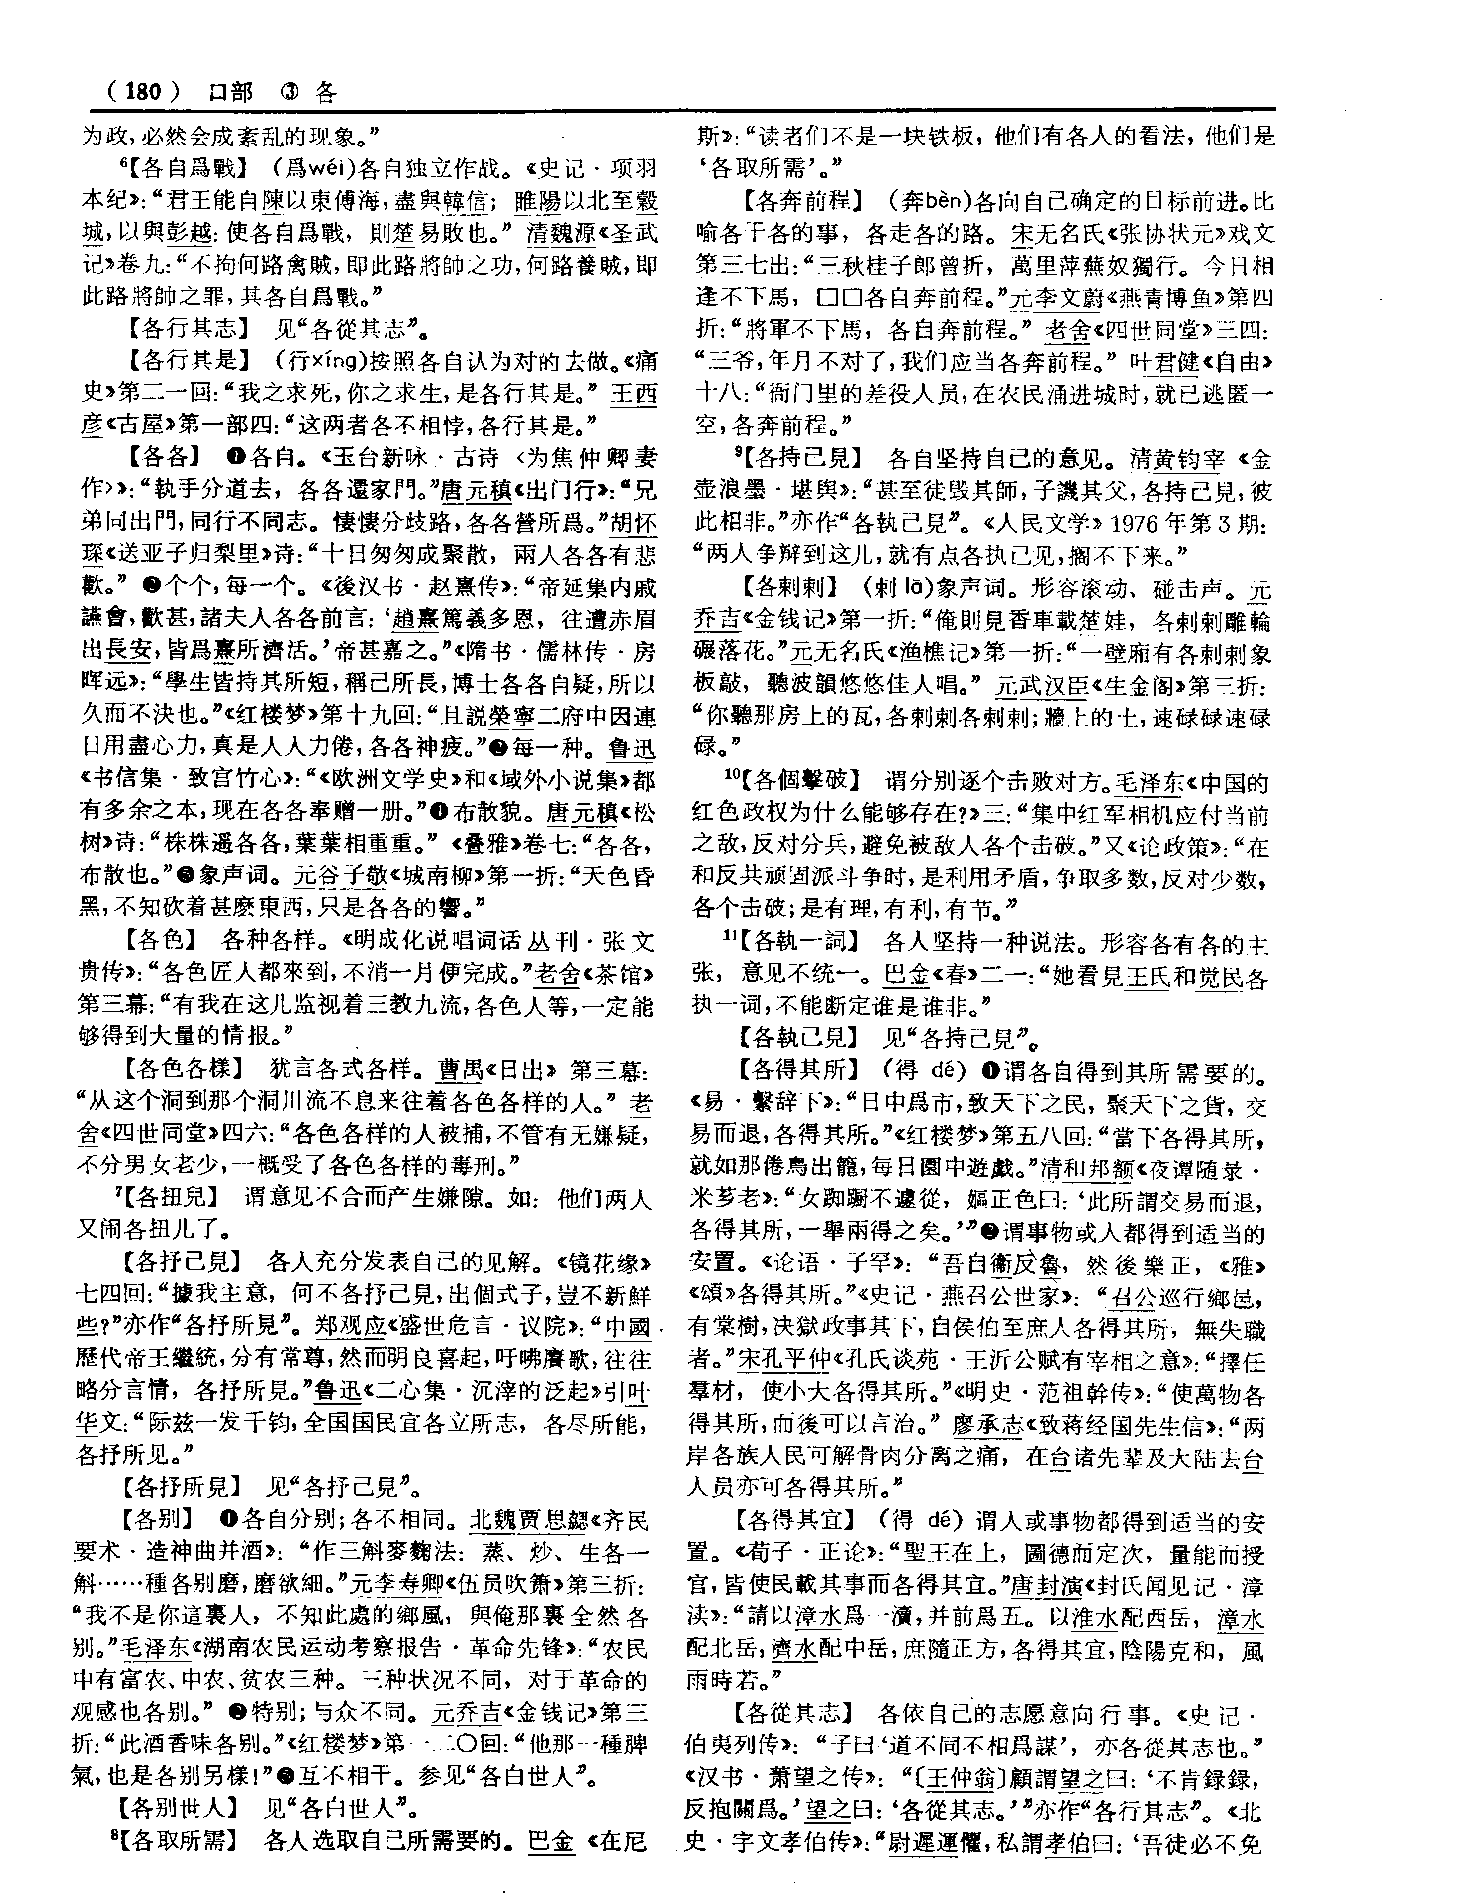 （180） 口部 ③ 各
为政，必然会成紊乱的现象。”
⁶【各自爲戰】 （爲wéi）各自独立作战。《史记·项羽
本纪》：“君王能自陳以東傅海，盡與韓信；睢陽以北至穀
城，以與彭越：使各自爲戰，則楚易敗也。” 清魏源《圣武
记》卷九：“不拘何路禽賊，即此路將帥之功，何路養賊，即
此路將帥之罪，其各自爲戰。”
【各行其志】 见“各從其志”。
【各行其是】 （行xíng）按照各自认为对的去做。《痛
史》第二一回：“我之求死，你之求生，是各行其是。” 王西
彦《古屋》第一部四：“这两者各不相悖，各行其是。”
【各各】 ❶各自。《玉台新咏·古诗〈为焦仲卿妻
作〉》：“執手分道去，各各還家門。”唐元稹《出门行》：“兄
弟同出門，同行不同志。悽悽分歧路，各各營所爲。”胡怀
琛《送亚子归梨里》诗：“十日匆匆成聚散，兩人各各有悲
歡。” ❷个个，每一个。《後汉书·赵熹传》：“帝延集内戚
讌會，歡甚，諸夫人各各前言：‘趙熹篤義多恩，往遭赤眉
出長安，皆爲熹所濟活。’帝甚嘉之。”《隋书·儒林传·房
晖远》：“學生皆持其所短，稱己所長，博士各各自疑，所以
久而不決也。”《红楼梦》第十九回：“且説榮寧二府中因連
日用盡心力，真是人人力倦，各各神疲。”❸每一种。鲁迅
《书信集·致宫竹心》：“《欧洲文学史》和《域外小说集》都
有多余之本，现在各各奉赠一册。”❹布散貌。唐元稹《松
树》诗：“株株遥各各，葉葉相重重。” 《叠雅》卷七：“各各，
布散也。”❺象声词。元谷子敬《城南柳》第一折：“天色昏
黑，不知砍着甚麽東西，只是各各的響。”
【各色】 各种各样。《明成化说唱词话丛刊·张文
贵传》：“各色匠人都來到，不消一月便完成。”老舍《茶馆》
第三幕：“有我在这儿监视着三教九流，各色人等，一定能
够得到大量的情报。”
【各色各樣】 犹言各式各样。曹禺《日出》第三幕：
“从这个洞到那个洞川流不息来往着各色各样的人。” 老
舍《四世同堂》四六：“各色各样的人被捕，不管有无嫌疑，
不分男女老少，一概受了各色各样的毒刑。”
⁷【各扭兒】 谓意见不合而产生嫌隙。如：他们两人
又闹各扭儿了。
【各抒己見】 各人充分发表自己的见解。《镜花缘》
七四回：“據我主意，何不各抒己見，出個式子，豈不新鮮
些？”亦作“各抒所見”。郑观应《盛世危言·议院》：“中國
歷代帝王繼統，分有常尊，然而明良喜起，吁咈賡歌，往往
略分言情，各抒所見。”鲁迅《二心集·沉滓的泛起》引叶
华文：“际兹一发千钧，全国国民宜各立所志，各尽所能，
各抒所见。”
【各抒所見】 见“各抒己見”。
【各别】 ❶各自分别；各不相同。北魏贾思勰《齐民
要术·造神曲并酒》：“作三斛麥麴法：蒸、炒、生各一
斛……種各别磨，磨欲細。”元李寿卿《伍员吹箫》第三折：
“我不是你這裏人，不知此處的鄉風，與俺那裏全然各
别。”毛泽东《湖南农民运动考察报告·革命先锋》：“农民
中有富农、中农、贫农三种。三种状况不同，对于革命的
观感也各别。” ❷特别；与众不同。元乔吉《金钱记》第三
折：“此酒香味各别。”《红楼梦》第一二〇回：“他那一種脾
氣，也是各别另樣！”❸互不相干。参见“各白世人”。
【各别世人】 见“各白世人”。
⁸【各取所需】 各人选取自己所需要的。巴金《在尼
斯》：“读者们不是一块铁板，他们有各人的看法，他们是
‘各取所需’。”
【各奔前程】 （奔bèn）各向自己确定的目标前进。比
喻各干各的事，各走各的路。宋无名氏《张协状元》戏文
第三七出：“三秋桂子郎曾折，萬里萍蕪奴獨行。今日相
逢不下馬，□□各自奔前程。”元李文蔚《燕青博鱼》第四
折：“將軍不下馬，各自奔前程。” 老舍《四世同堂》三四：
“三爷，年月不对了，我们应当各奔前程。” 叶君健《自由》
十八：“衙门里的差役人员，在农民涌进城时，就已逃匿一
空，各奔前程。”
⁹【各持己見】 各自坚持自己的意见。清黄钧宰《金
壶浪墨·堪舆》：“甚至徒毁其師，子譏其父，各持己見，彼
此相非。”亦作“各執己見”。《人民文学》1976年第3期：
“两人争辩到这儿，就有点各执己见，搁不下来。”
【各剌剌】 （剌lā）象声词。形容滚动、碰击声。元
乔吉《金钱记》第一折：“俺則見香車載楚娃，各剌剌雕輪
碾落花。”元无名氏《渔樵记》第一折：“一壁廂有各剌剌象
板敲，聽波韻悠悠佳人唱。” 元武汉臣《生金阁》第三折：
“你聽那房上的瓦，各剌剌各剌剌；牆上的土，速碌碌速碌
碌。”
¹⁰【各個擊破】 谓分别逐个击败对方。毛泽东《中国的
红色政权为什么能够存在？》三：“集中红军相机应付当前
之敌，反对分兵，避免被敌人各个击破。”又《论政策》：“在
和反共顽固派斗争时，是利用矛盾，争取多数，反对少数，
各个击破；是有理，有利，有节。”
¹¹【各執一詞】 各人坚持一种说法。形容各有各的主
张，意见不统一。巴金《春》二一：“她看見王氏和觉民各
执一词，不能断定谁是谁非。”
【各執己見】 见“各持己見”。
【各得其所】 （得 dé）❶谓各自得到其所需要的。
《易·繫辞下》：“日中爲市，致天下之民，聚天下之貨，交
易而退，各得其所。”《红楼梦》第五八回：“當下各得其所，
就如那倦鳥出籠，每日園中遊戲。”清和邦额《夜谭随录·
米芗老》：“女踟蹰不遽從，嫗正色曰：‘此所謂交易而退，
各得其所，一舉兩得之矣。’”❷谓事物或人都得到适当的
安置。《论语·子罕》：“吾自衞反魯，然後樂正，《雅》
《頌》各得其所。”《史记·燕召公世家》：“召公巡行鄉邑，
有棠樹，决獄政事其下，自侯伯至庶人各得其所，無失職
者。”宋孔平仲《孔氏谈苑·王沂公赋有宰相之意》：“擇任
羣材，使小大各得其所。”《明史·范祖幹传》：“使萬物各
得其所，而後可以言治。” 廖承志《致蒋经国先生信》：“两
岸各族人民可解骨肉分离之痛，在台诸先辈及大陆去台
人员亦可各得其所。”
【各得其宜】 （得 dé）谓人或事物都得到适当的安
置。《荀子·正论》：“聖王在上，圖德而定次，量能而授
官，皆使民載其事而各得其宜。”唐封演《封氏闻见记·漳
渎》：“請以漳水爲一瀆，并前爲五。以淮水配西岳，漳水
配北岳，濟水配中岳，庶隨正方，各得其宜，陰陽克和，風
雨時若。”
【各從其志】 各依自己的志愿意向行事。《史记·
伯夷列传》：“子曰‘道不同不相爲謀’，亦各從其志也。”
《汉书·萧望之传》：“〔王仲翁〕顧謂望之曰：‘不肯録録，
反抱關爲。’望之曰：‘各從其志。’”亦作“各行其志”。《北
史·宇文孝伯传》：“尉遲運懼，私謂孝伯曰：‘吾徒必不免